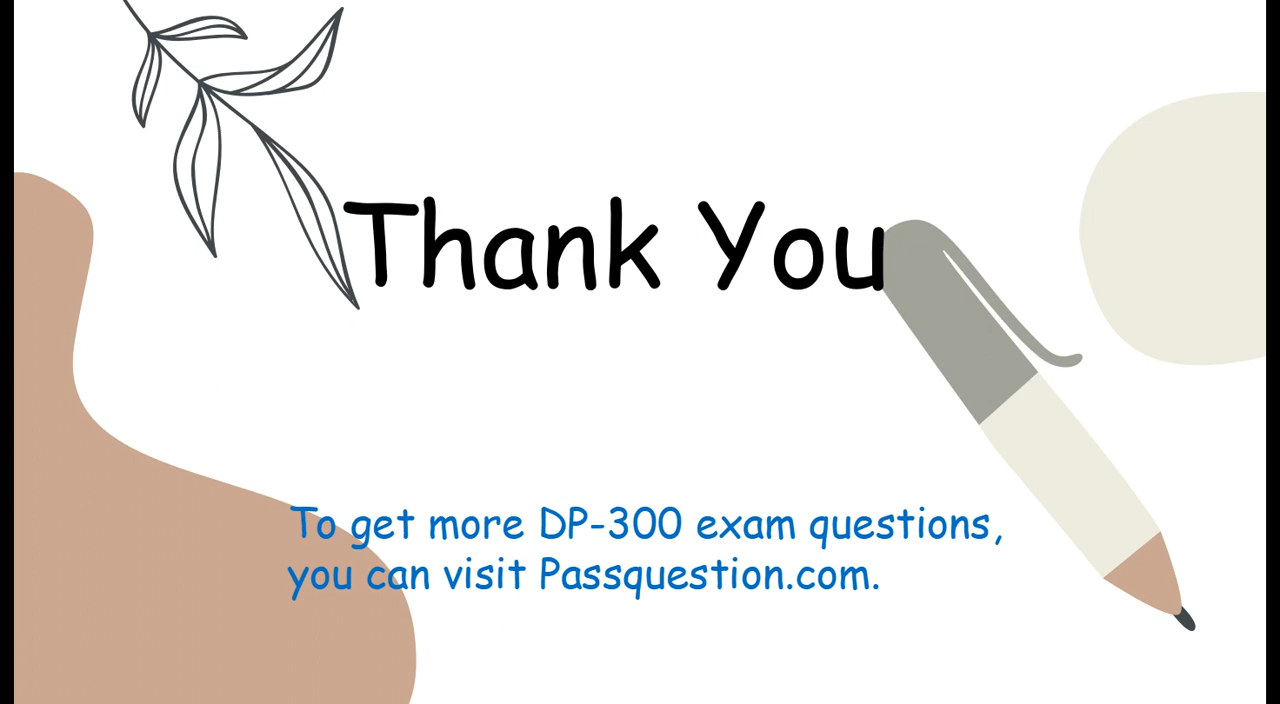 Thank You
To get more DP-300 exam questions,
you can visit Passquestion.com.